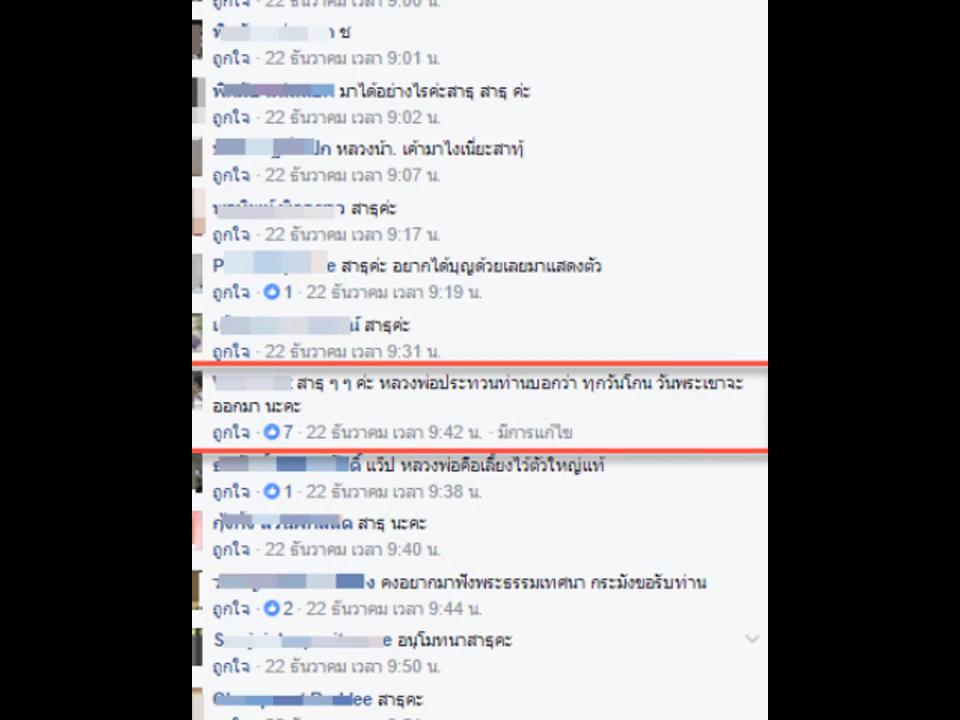 ถูกใจ · 22 ธันวาคม เวลา 9:00 น.
ช
ถูกใจ · 22 ธันวาคม เวลา 9:01 น.
มาได้อย่างไรค่ะสาธุ สาธุ ค่ะ
ถูกใจ · 22 ธันวาคม เวลา 9:02 น.
หลวงน้า. เค้ามาไงเนี่ยะสาทุ้
ถูกใจ · 22 ธันวาคม เวลา 9:07 น.
สาธุค่ะ
ถูกใจ · 22 ธันวาคม เวลา 9:17 น.
P e สาธุค่ะ อยากได้บุญด้วยเลยมาแสดงตัว
ถูกใจ · 1 · 22 ธันวาคม เวลา 9:19 น.
สาธุค่ะ
ถูกใจ · 22 ธันวาคม เวลา 9:31 น.
สาธุ ๆ ๆ ค่ะ หลวงพ่อประทวนท่านบอกว่า ทุกวันโกน วันพระเขาจะ
ออกมา นะคะ
ถูกใจ · 7 · 22 ธันวาคม เวลา 9:42 น. · มีการแก้ไข
แว๊ป หลวงพ่อคือเลี้ยงไว้ตัวใหญ่แท้
ถูกใจ · 1 · 22 ธันวาคม เวลา 9:38 น.
สาธุ นะคะ
ถูกใจ · 22 ธันวาคม เวลา 9:40 น.
คงอยากมาฟังพระธรรมเทศนา กระมังขอรับท่าน
ถูกใจ · 2 · 22 ธันวาคม เวลา 9:44 น.
S e อนุโมทนาสาธุคะ
ถูกใจ · 22 ธันวาคม เวลา 9:50 น.
สาธุคะ